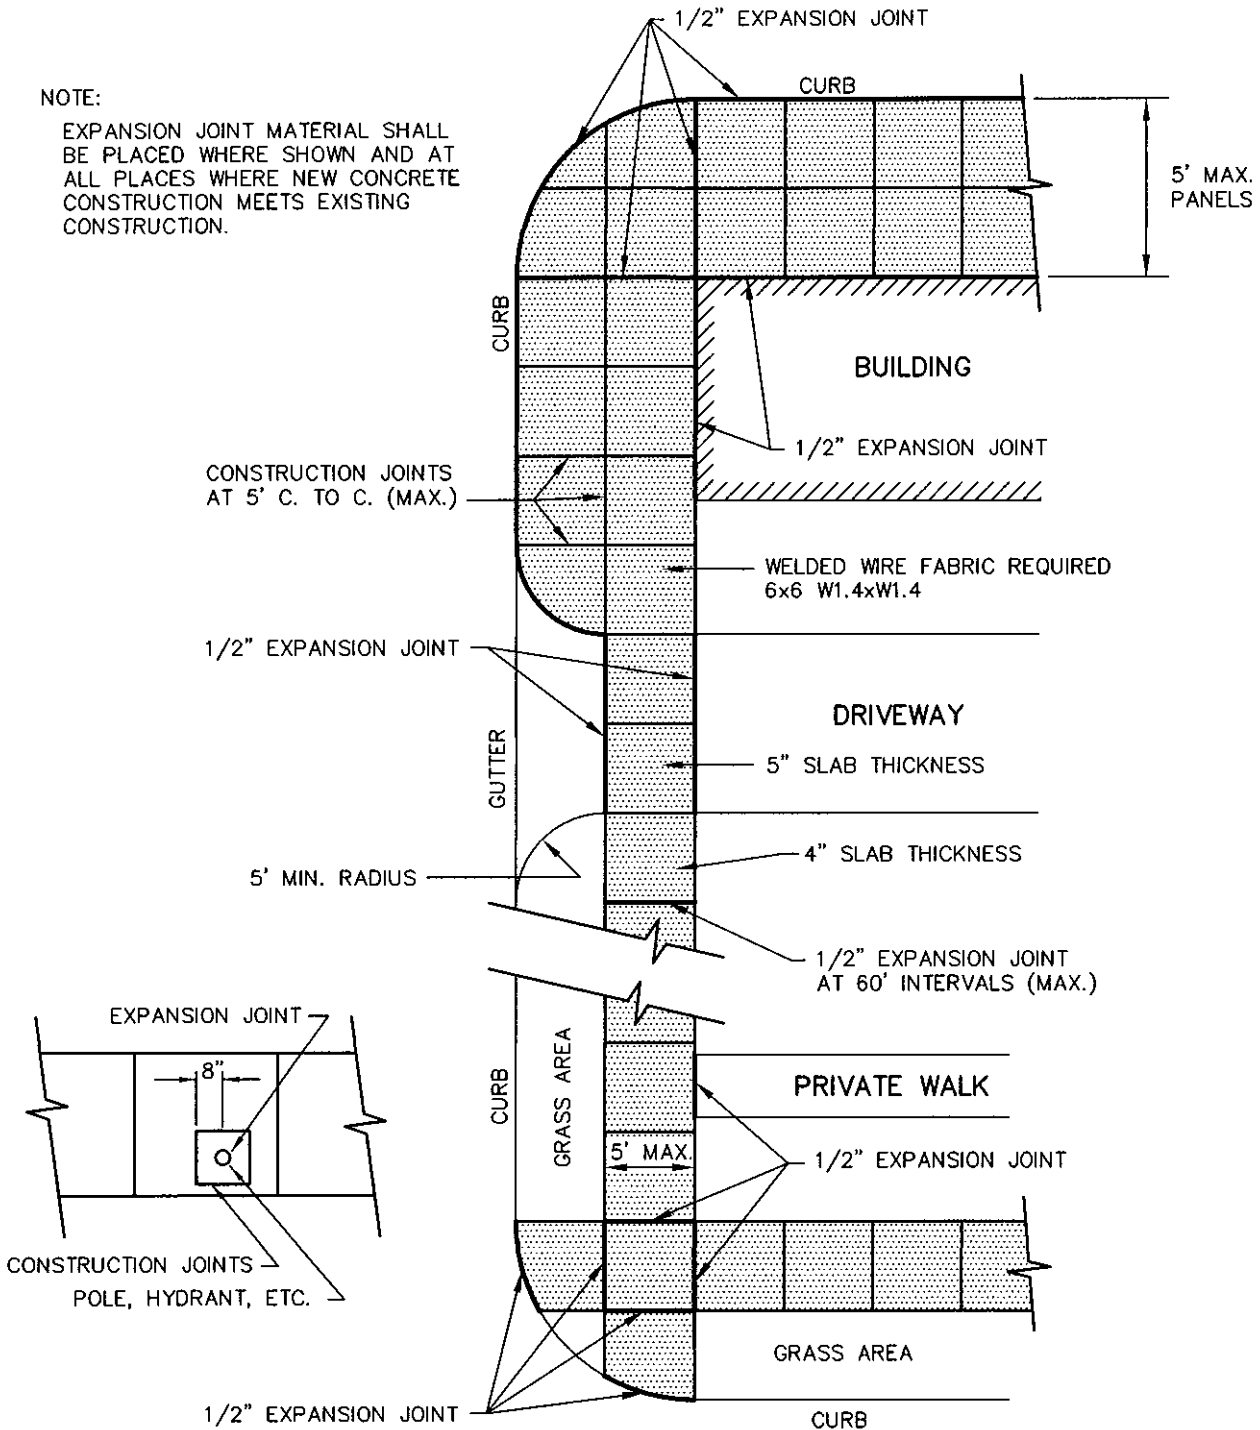 1/2" EXPANSION JOINT
CURB
NOTE:
EXPANSION JOINT MATERIAL SHALL
BE PLACED WHERE SHOWN AND AT
ALL PLACES WHERE NEW CONCRETE
CONSTRUCTION MEETS EXISTING
CONSTRUCTION.
5' MAX.
PANELS
CURB
BUILDING
1/2" EXPANSION JOINT
CONSTRUCTION JOINTS
AT 5' C. TO C. (MAX.)
WELDED WIRE FABRIC REQUIRED
6x6 W1.4xW1.4
1/2" EXPANSION JOINT
DRIVEWAY
GUTTER
5" SLAB THICKNESS
4" SLAB THICKNESS
5' MIN. RADIUS
1/2" EXPANSION JOINT
AT 60' INTERVALS (MAX.)
EXPANSION JOINT
8"
CURB
GRASS AREA
PRIVATE WALK
5' MAX.
1/2" EXPANSION JOINT
CONSTRUCTION JOINTS
POLE, HYDRANT, ETC.
GRASS AREA
1/2" EXPANSION JOINT
CURB